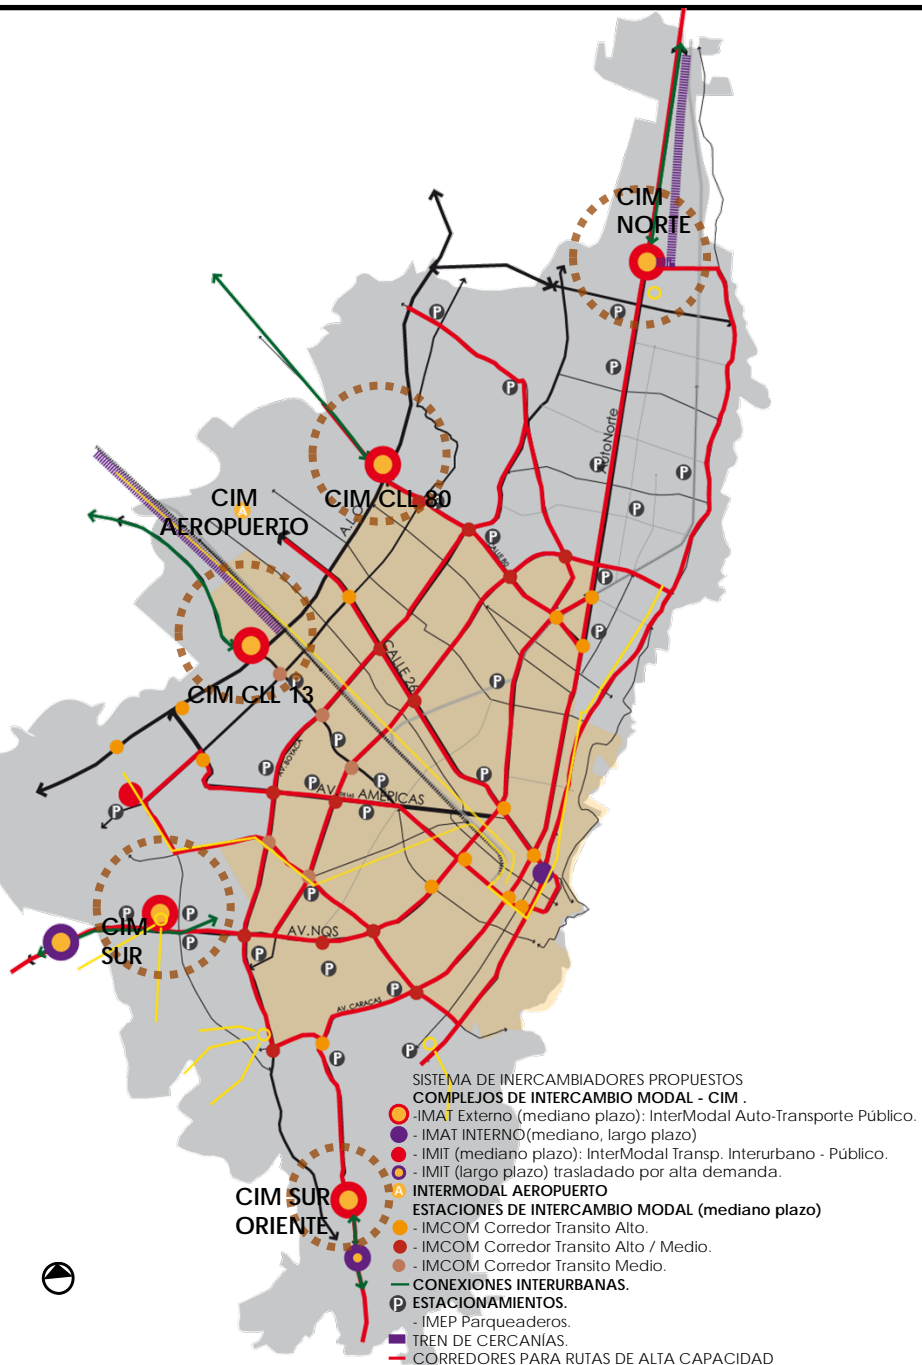 CIM
NORTE
P
P
P
AutoNorte
P
P
P
CIM CLL 80
CIM
AEROPUERTO
A
P
P
P
CALLE 26
P
CIM CLL 13
P
P
AV. BOYACA
P
P
P
P
AV. DE LAS AMERICAS
P
P
P
P
P
P
CIM
SUR
AV.NQS
P
P
P
AV. CARACAS
P
P
CIM SUR
ORIENTE
SISTEMA DE INERCAMBIADORES PROPUESTOS
COMPLEJOS DE INTERCAMBIO MODAL - CIM .
-IMAT Externo (mediano plazo): InterModal Auto-Transporte Público.
- IMAT INTERNO(mediano, largo plazo)
- IMIT (mediano plazo): InterModal Transp. Interurbano - Público.
- IMIT (largo plazo) trasladado por alta demanda.
A INTERMODAL AEROPUERTO
ESTACIONES DE INTERCAMBIO MODAL (mediano plazo)
- IMCOM Corredor Transito Alto.
- IMCOM Corredor Transito Alto / Medio.
- IMCOM Corredor Transito Medio.
CONEXIONES INTERURBANAS.
P ESTACIONAMIENTOS.
- IMEP Parqueaderos.
TREN DE CERCANÍAS.
CORREDORES PARA RUTAS DE ALTA CAPACIDAD